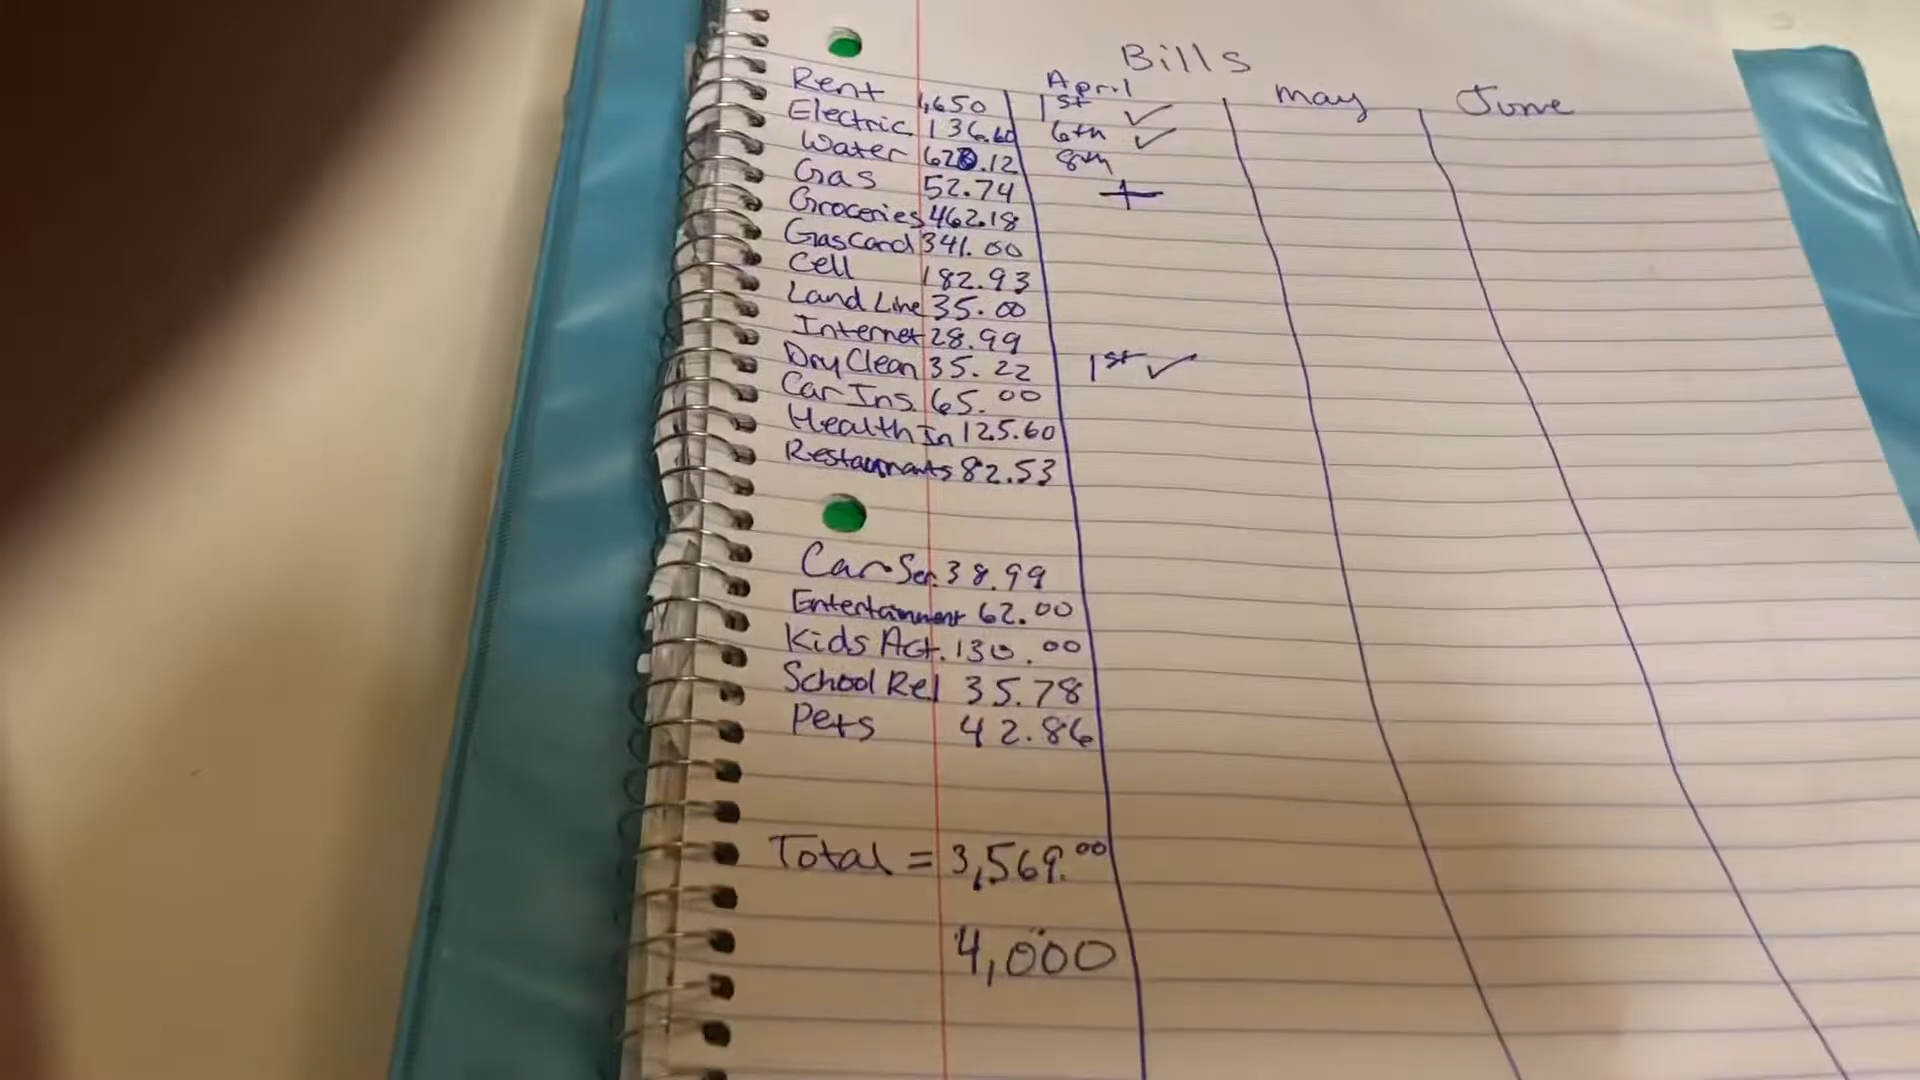 Bills
April May June
Rent 1,650 1st ✓
Electric 136.60 6th ✓
Water 62.12 8th
Gas 52.74
Groceries 462.18
Gas Card 341.00
Cell 182.93
Land Line 35.00
Internet 28.99
Dry Clean 35.22 1st ✓
Car Ins. 65.00
Health In 125.60
Restaurants 82.53
Car Ser. 38.99
Entertainment 62.00
Kids Act. 130.00
School Rel 35.78
Pets 42.86
Total = 3,569.00
4,000